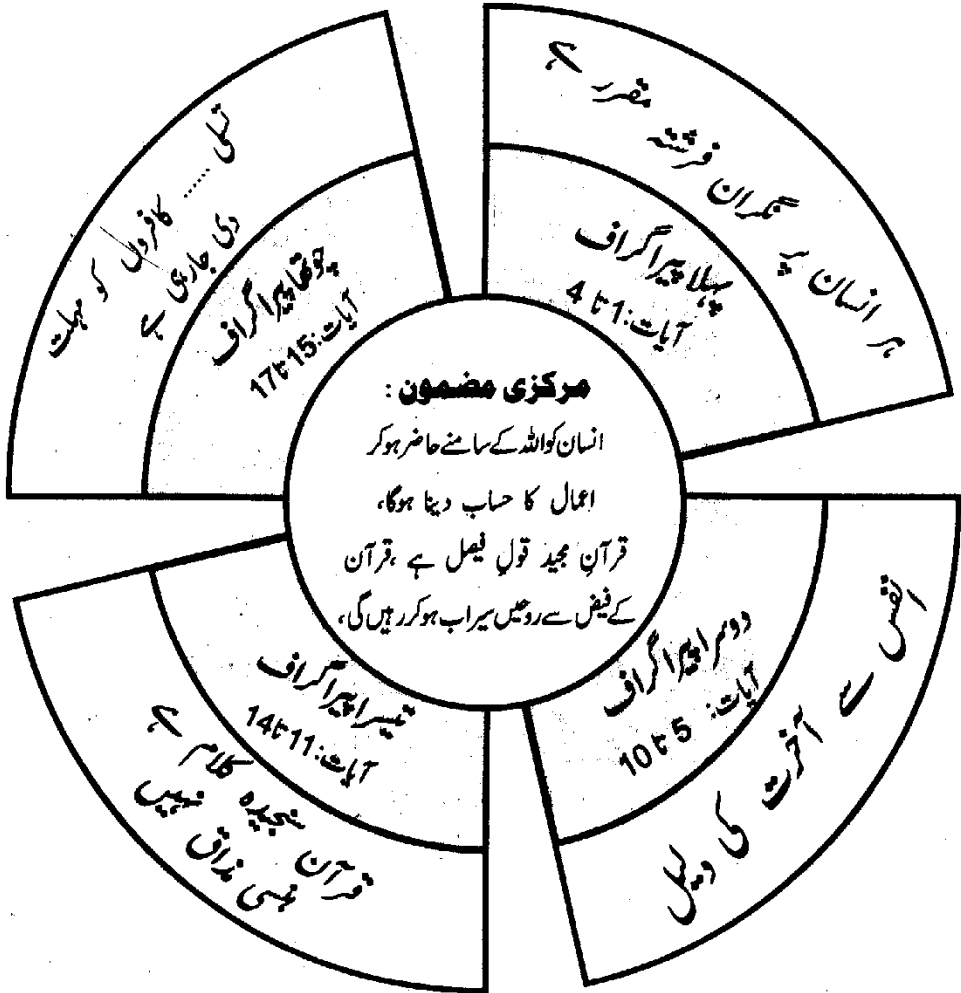 مرکزی مضمون :
انسان کو اللہ کے سامنے حاضر ہو کر
اعمال کا حساب دینا ہوگا،
قرآنِ مجید قولِ فیصل ہے ،قرآن
کے فیض سے روحیں سیراب ہو کر رہیں گی،
ہر انسان پر نگران فرشتہ مقرر ہے
پہلا پیراگراف
آیات:1 تا 4
انفس سے آخرت کی دلیل
دوسرا پیراگراف
آیات: 5 تا 10
تیسرا پیراگراف
آیات:11 تا 14
قرآن سنجیدہ کلام ہے
ہنسی مذاق نہیں
تسلی ...... کافروں کو مہلت
دی جارہی ہے
چوتھا پیراگراف
آیات:15 تا 17